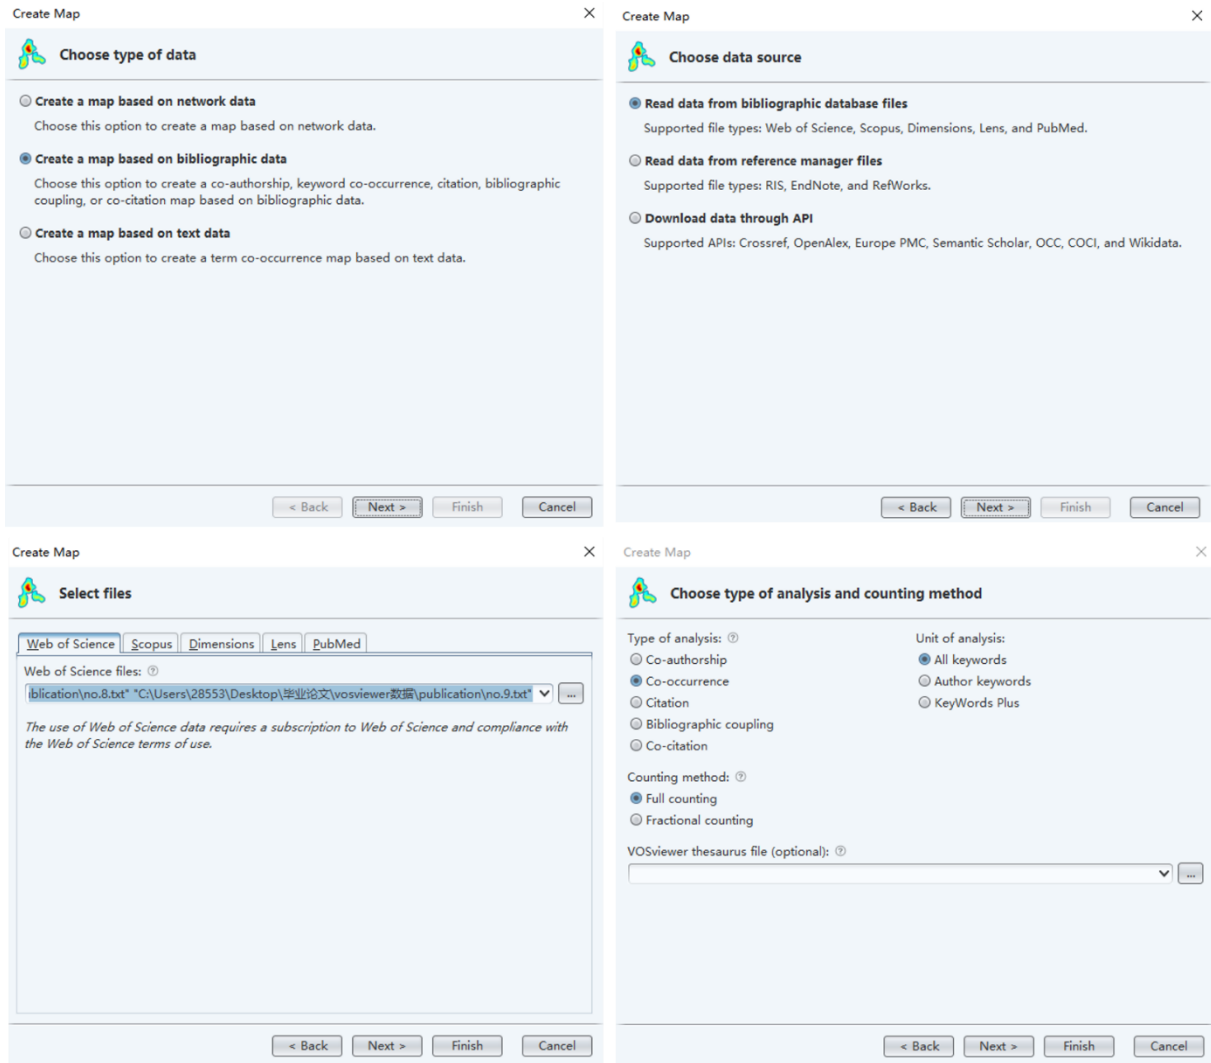 Create Map
Choose type of data
Create a map based on network data
Choose this option to create a map based on network data.
Create a map based on bibliographic data
Choose this option to create a co-authorship, keyword co-occurrence, citation, bibliographic
coupling, or co-citation map based on bibliographic data.
Create a map based on text data
Choose this option to create a term co-occurrence map based on text data.
< Back Next > Finish Cancel
Create Map
Choose data source
Read data from bibliographic database files
Supported file types: Web of Science, Scopus, Dimensions, Lens, and PubMed.
Read data from reference manager files
Supported file types: RIS, EndNote, and RefWorks.
Download data through API
Supported APIs: Crossref, OpenAlex, Europe PMC, Semantic Scholar, OCC, COCI, and Wikidata.
< Back Next > Finish Cancel
Create Map
Select files
Web of Science Scopus Dimensions Lens PubMed
Web of Science files: ?
blication\no.8.txt" "C:\Users\28553\Desktop\毕业论文\vosviewer数据\publication\no.9.txt" ...
The use of Web of Science data requires a subscription to Web of Science and compliance with
the Web of Science terms of use.
< Back Next > Finish Cancel
Create Map
Choose type of analysis and counting method
Type of analysis: ?
Co-authorship
Co-occurrence
Citation
Bibliographic coupling
Co-citation
Unit of analysis:
All keywords
Author keywords
KeyWords Plus
Counting method: ?
Full counting
Fractional counting
VOSviewer thesaurus file (optional): ?
...
< Back Next > Finish Cancel